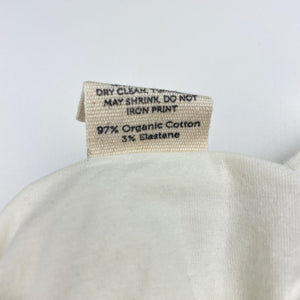 DRY CLEAN,
MAY SHRINK, DO NOT
IRON PRINT
97% Organic Cotton
3% Elastane